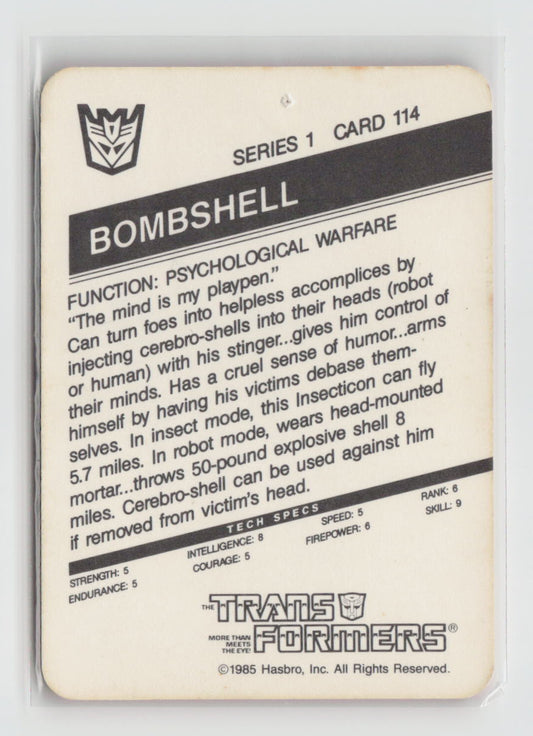 SERIES 1 CARD 114
BOMBSHELL
FUNCTION: PSYCHOLOGICAL WARFARE
“The mind is my playpen.”
Can turn foes into helpless accomplices by
injecting cerebro-shells into their heads (robot
or human) with his stinger...gives him control of
their minds. Has a cruel sense of humor...arms
himself by having his victims debase them-
selves. In insect mode, this Insecticon can fly
5.7 miles. In robot mode, wears head-mounted
mortar...throws 50-pound explosive shell 8
miles. Cerebro-shell can be used against him
if removed from victim's head.
TECH SPECS
STRENGTH: 5 INTELLIGENCE: 8 SPEED: 5 RANK: 6
ENDURANCE: 5 COURAGE: 5 FIREPOWER: 6 SKILL: 9
THE TRANS
MORE THAN MEETS THE EYE! FORMERS®
©1985 Hasbro, Inc. All Rights Reserved.